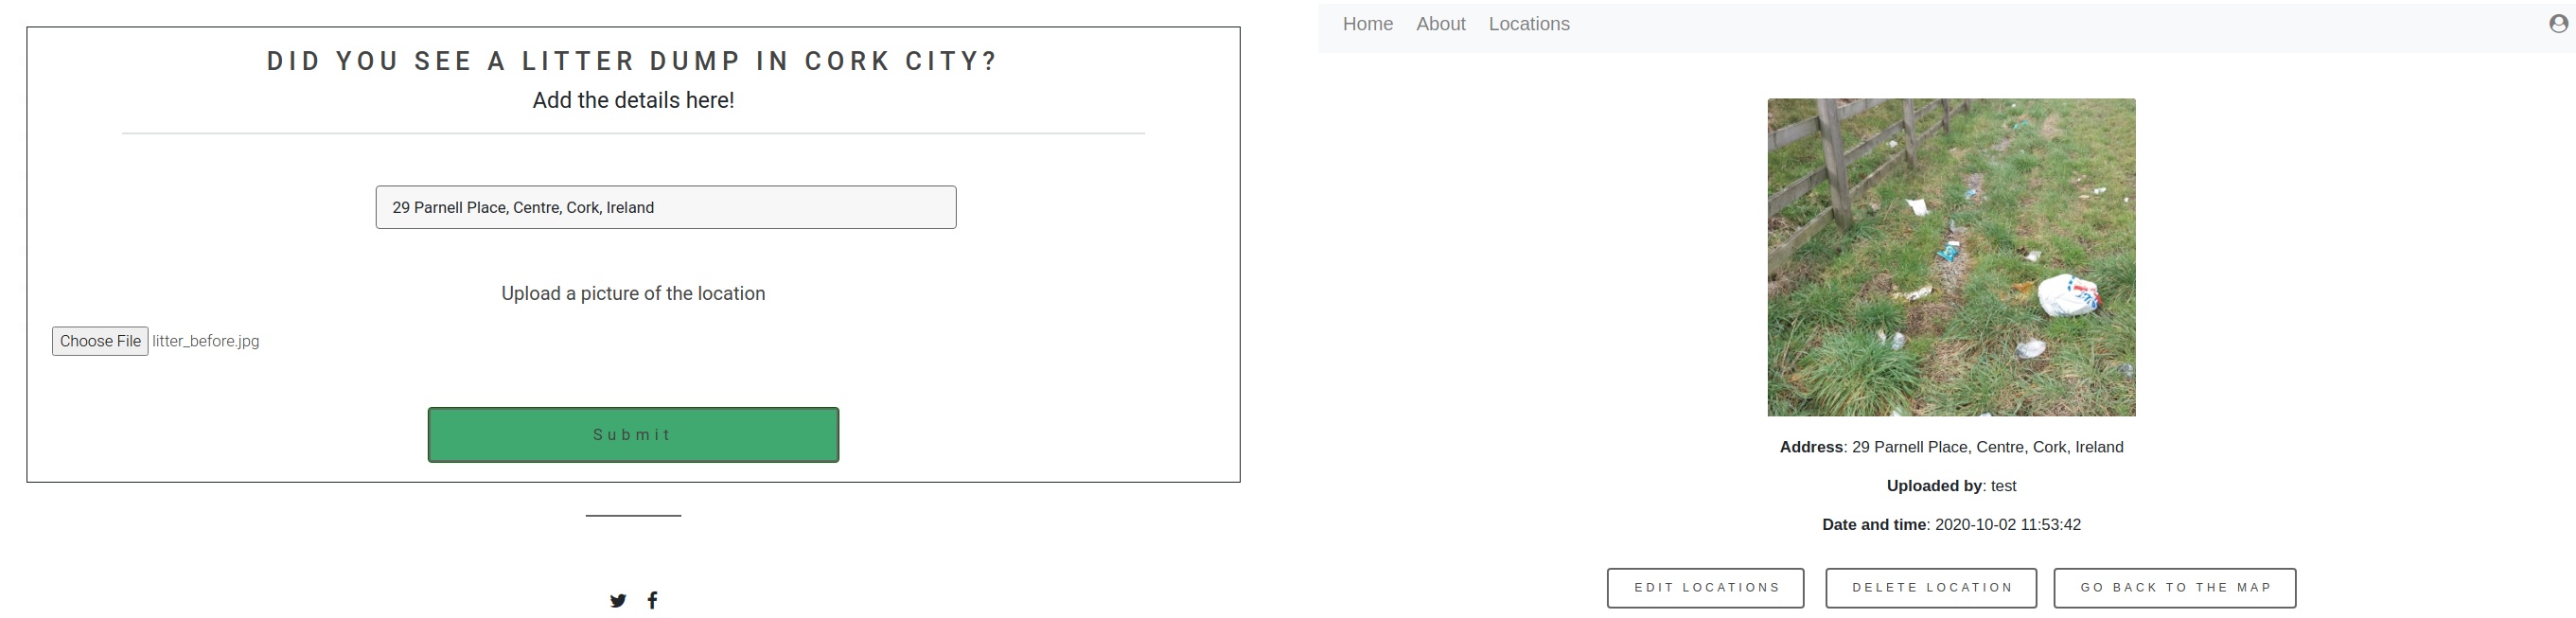 DID YOU SEE A LITTER DUMP IN CORK CITY?
Add the details here!
29 Parnell Place, Centre, Cork, Ireland
Upload a picture of the location
Choose File litter_before.jpg
Submit
Home About Locations
Address: 29 Parnell Place, Centre, Cork, Ireland
Uploaded by: test
Date and time: 2020-10-02 11:53:42
EDIT LOCATIONS DELETE LOCATION GO BACK TO THE MAP